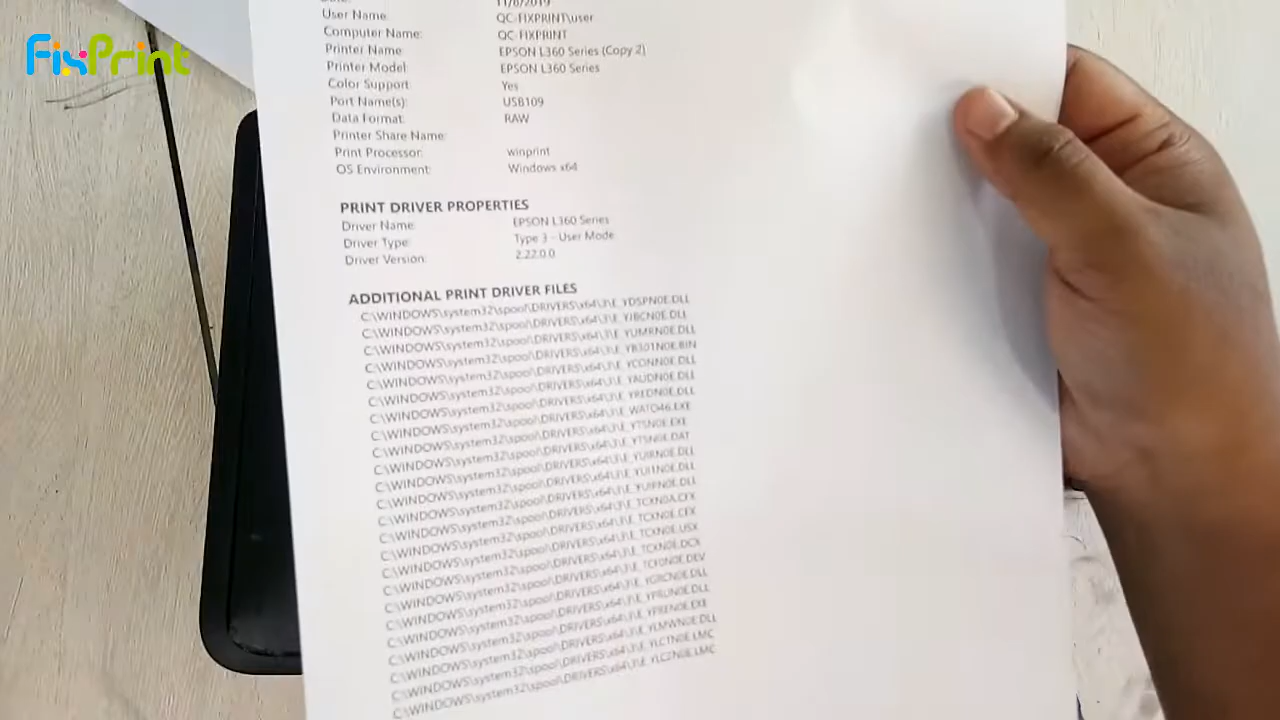 FixPrint
11/8/2019
User Name: QC-FIXPRINT\user
Computer Name: QC-FIXPRINT
Printer Name: EPSON L360 Series (Copy 2)
Printer Model: EPSON L360 Series
Color Support: Yes
Port Name(s): USB109
Data Format: RAW
Printer Share Name:
Print Processor: winprint
OS Environment: Windows x64
PRINT DRIVER PROPERTIES
Driver Name: EPSON L360 Series
Driver Type: Type 3 - User Mode
Driver Version: 2.22.0.0
ADDITIONAL PRINT DRIVER FILES
C:\WINDOWS\system32\spool\DRIVERS\x64\3\E_YDSPN0E.DLL
C:\WINDOWS\system32\spool\DRIVERS\x64\3\E_YIBCN0E.DLL
C:\WINDOWS\system32\spool\DRIVERS\x64\3\E_YUMRN0E.DLL
C:\WINDOWS\system32\spool\DRIVERS\x64\3\E_YB301N0E.BIN
C:\WINDOWS\system32\spool\DRIVERS\x64\3\E_YCONN0E.DLL
C:\WINDOWS\system32\spool\DRIVERS\x64\3\E_YAUDN0E.DLL
C:\WINDOWS\system32\spool\DRIVERS\x64\3\E_YREDN0E.DLL
C:\WINDOWS\system32\spool\DRIVERS\x64\3\E_WATO46.EXE
C:\WINDOWS\system32\spool\DRIVERS\x64\3\E_YTSN0E.EXE
C:\WINDOWS\system32\spool\DRIVERS\x64\3\E_YTSN0E.DAT
C:\WINDOWS\system32\spool\DRIVERS\x64\3\E_YUIRN0E.DLL
C:\WINDOWS\system32\spool\DRIVERS\x64\3\E_YUI1N0E.DLL
C:\WINDOWS\system32\spool\DRIVERS\x64\3\E_YUIPN0E.DLL
C:\WINDOWS\system32\spool\DRIVERS\x64\3\E_TCXN0A.CFX
C:\WINDOWS\system32\spool\DRIVERS\x64\3\E_TCXN0E.CFX
C:\WINDOWS\system32\spool\DRIVERS\x64\3\E_TCXN0E.USX
C:\WINDOWS\system32\spool\DRIVERS\x64\3\E_TCXN0E.DCX
C:\WINDOWS\system32\spool\DRIVERS\x64\3\E_TCF0N0E.DEV
C:\WINDOWS\system32\spool\DRIVERS\x64\3\E_YGRCN0E.DLL
C:\WINDOWS\system32\spool\DRIVERS\x64\3\E_YPRUN0E.DLL
C:\WINDOWS\system32\spool\DRIVERS\x64\3\E_YPREN0E.EXE
C:\WINDOWS\system32\spool\DRIVERS\x64\3\E_YLMWN0E.DLL
C:\WINDOWS\system32\spool\DRIVERS\x64\3\E_YLCTN0E.LMC
C:\WINDOWS\system32\spool\DRIVERS\x64\3\E_YLC2N0E.LMC